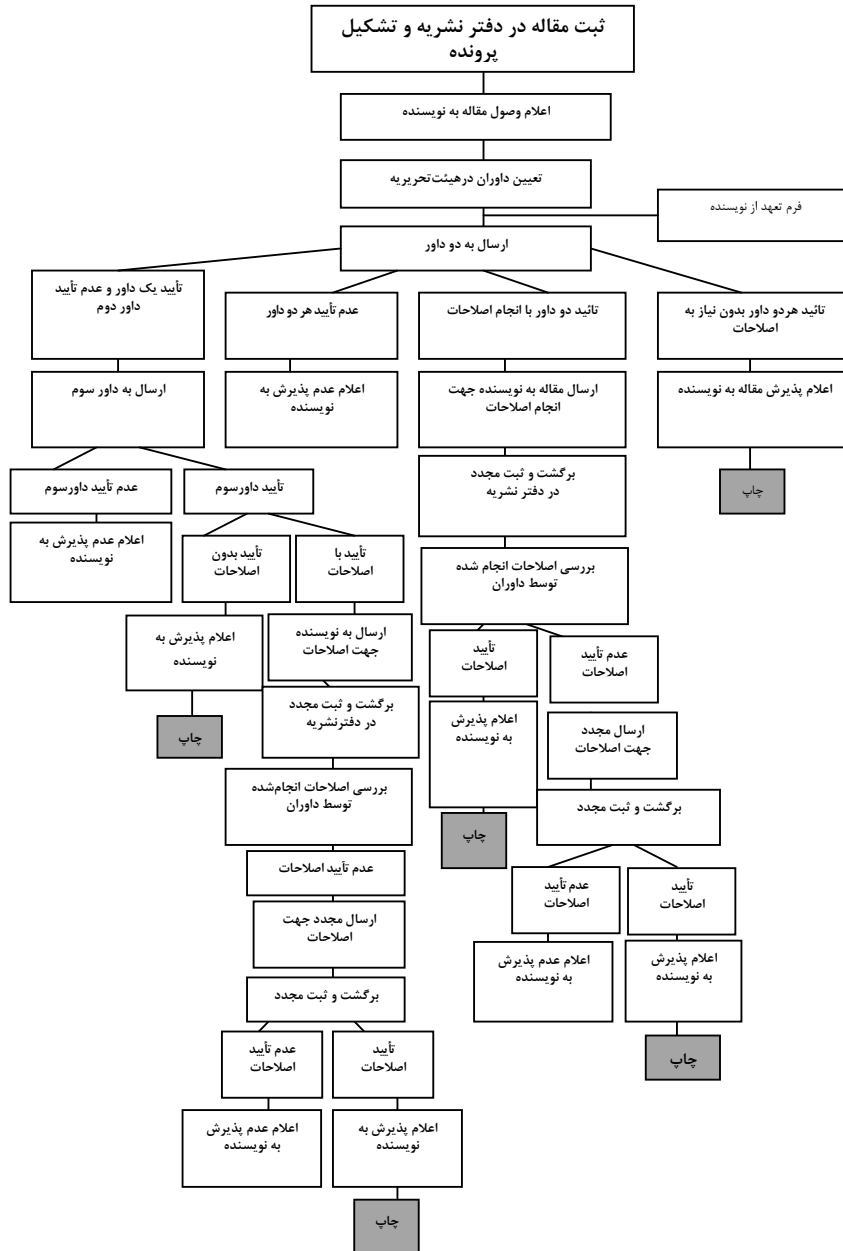 ثبت مقاله در دفتر نشریه و تشکیل
پرونده
اعلام وصول مقاله به نویسنده
تعیین داوران درهیئت‌تحریریه
فرم تعهد از نویسنده
ارسال به دو داور
تائید هردو داور بدون نیاز به
اصلاحات
تائید دو داور با انجام اصلاحات
عدم تأیید هر دو داور
تأیید یک داور و عدم تأیید
داور دوم
اعلام پذیرش مقاله به نویسنده
ارسال مقاله به نویسنده جهت
انجام اصلاحات
اعلام عدم پذیرش به
نویسنده
ارسال به داور سوم
چاپ
برگشت و ثبت مجدد
در دفتر نشریه
تأیید داورسوم
عدم تأیید داورسوم
بررسی اصلاحات انجام شده
توسط داوران
تأیید با
اصلاحات
تأیید بدون
اصلاحات
اعلام عدم پذیرش به
نویسنده
عدم تأیید
اصلاحات
تأیید
اصلاحات
ارسال به نویسنده
جهت اصلاحات
اعلام پذیرش به
نویسنده
ارسال مجدد
جهت اصلاحات
اعلام پذیرش
به نویسنده
برگشت و ثبت مجدد
در دفترنشریه
چاپ
برگشت و ثبت مجدد
چاپ
بررسی اصلاحات انجام‌شده
توسط داوران
تأیید
اصلاحات
عدم تأیید
اصلاحات
عدم تأیید اصلاحات
اعلام پذیرش
به نویسنده
اعلام عدم پذیرش
به نویسنده
ارسال مجدد جهت
اصلاحات
چاپ
برگشت و ثبت مجدد
تأیید
اصلاحات
عدم تأیید
اصلاحات
اعلام پذیرش به
نویسنده
اعلام عدم پذیرش
به نویسنده
چاپ